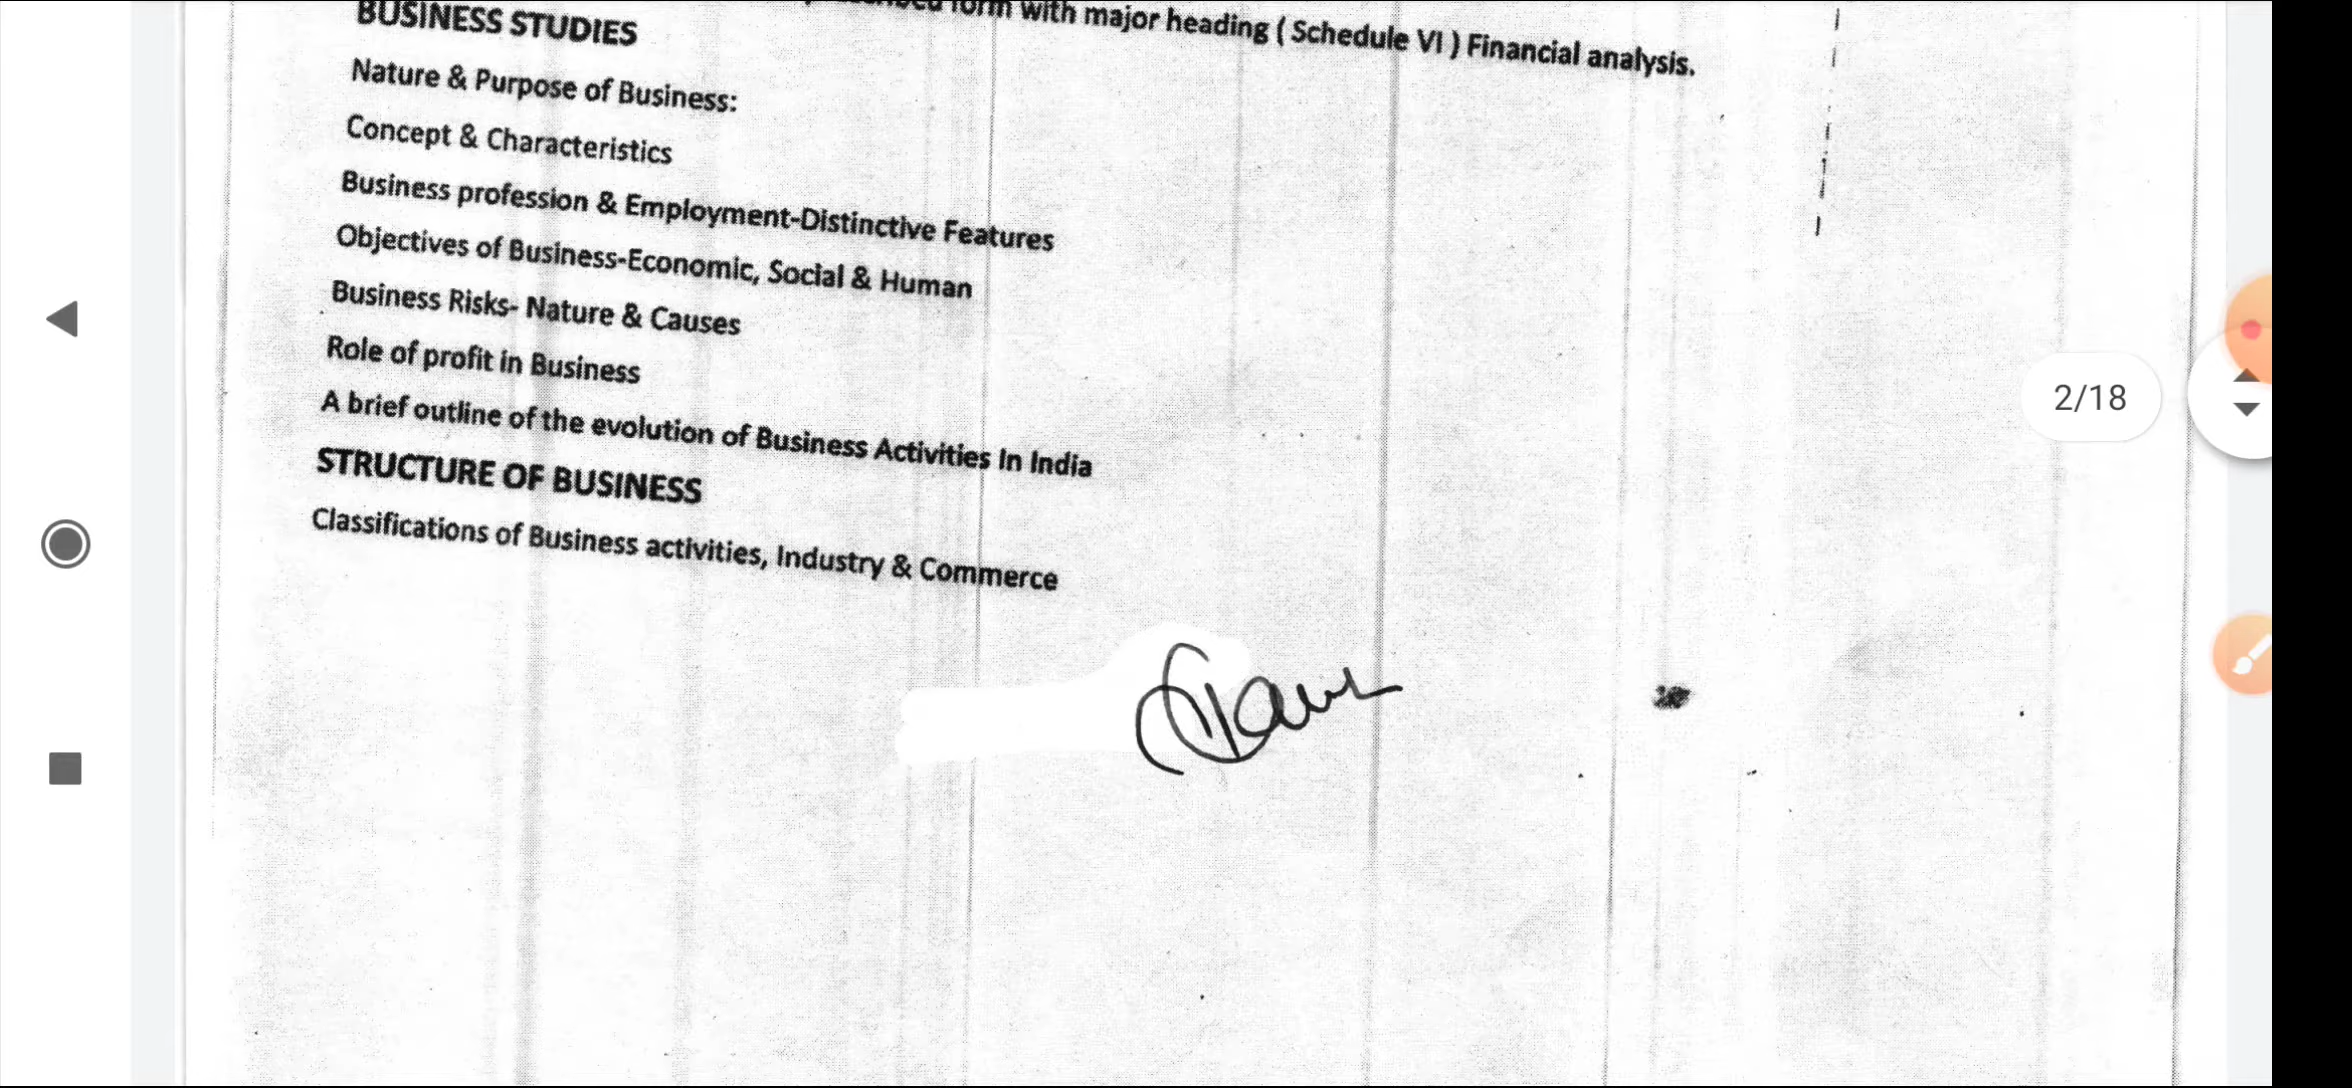 form with major heading ( Schedule VI ) Financial analysis.
BUSINESS STUDIES
Nature & Purpose of Business:
Concept & Characteristics
Business profession & Employment-Distinctive Features
Objectives of Business-Economic, Social & Human
Business Risks- Nature & Causes
Role of profit in Business
A brief outline of the evolution of Business Activities In India
STRUCTURE OF BUSINESS
Classifications of Business activities, Industry & Commerce
2/18